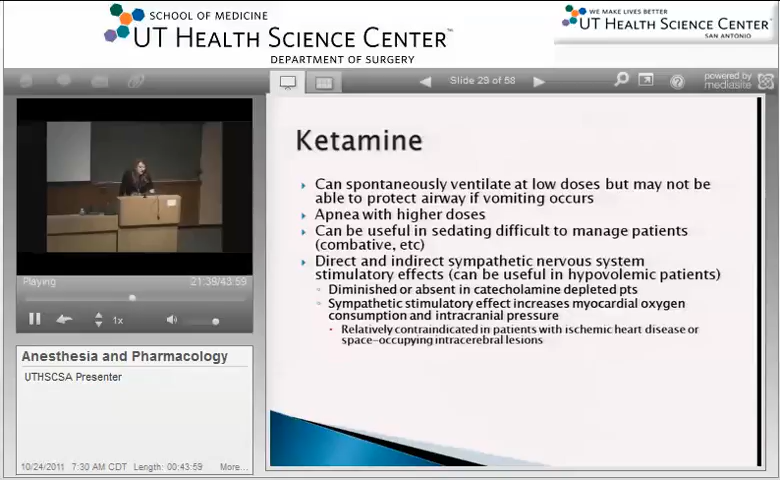 SCHOOL OF MEDICINE
UT HEALTH SCIENCE CENTER™
DEPARTMENT OF SURGERY
WE MAKE LIVES BETTER
UT HEALTH SCIENCE CENTER
SAN ANTONIO
Slide 29 of 58
powered by
mediasite
Ketamine
Can spontaneously ventilate at low doses but may not be
able to protect airway if vomiting occurs
Apnea with higher doses
Can be useful in sedating difficult to manage patients
(combative, etc)
Direct and indirect sympathetic nervous system
stimulatory effects (can be useful in hypovolemic patients)
Diminished or absent in catecholamine depleted pts
Sympathetic stimulatory effect increases myocardial oxygen
consumption and intracranial pressure
Relatively contraindicated in patients with ischemic heart disease or
space-occupying intracerebral lesions
Playing
21:39/43:59
1x
Anesthesia and Pharmacology
UTHSCSA Presenter
10/24/2011 7:30 AM CDT Length: 00:43:59 More...